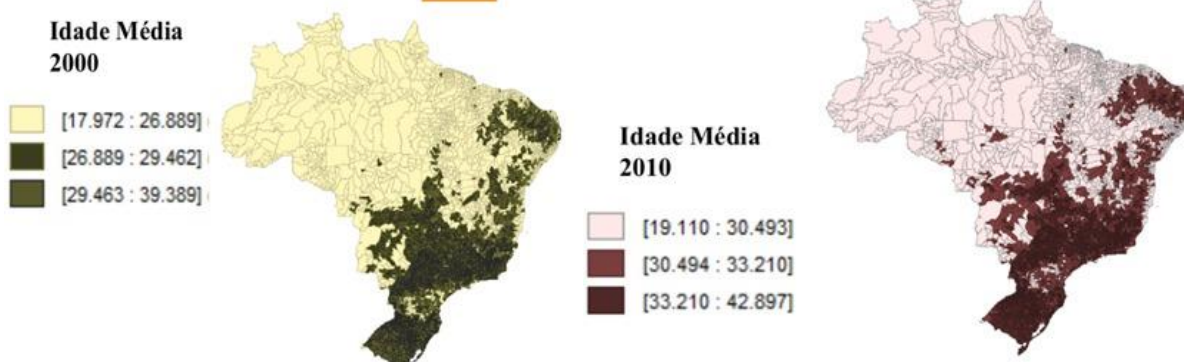 Idade Média
2000
[17.972 : 26.889]
[26.889 : 29.462]
[29.463 : 39.389]
Idade Média
2010
[19.110 : 30.493]
[30.494 : 33.210]
[33.210 : 42.897]